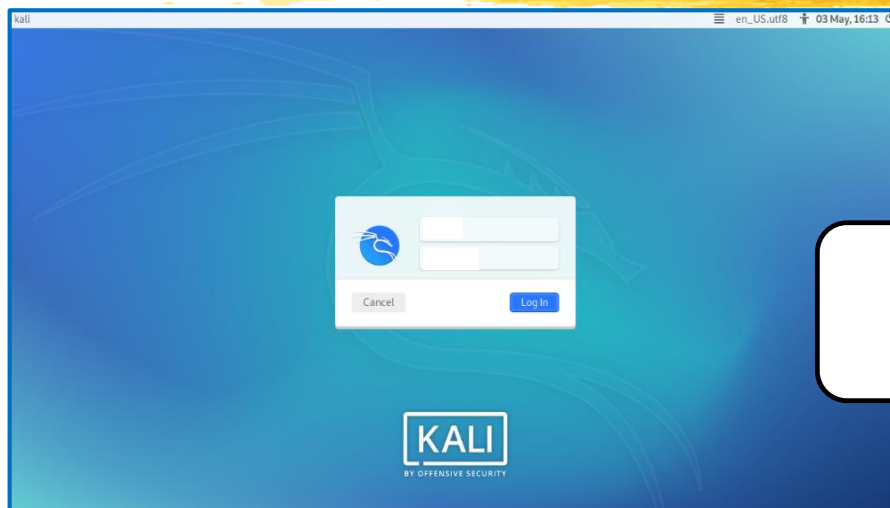 kali
en_US.utf8
03 May, 16:13
Cancel
Log In
KALI
BY OFFENSIVE SECURITY